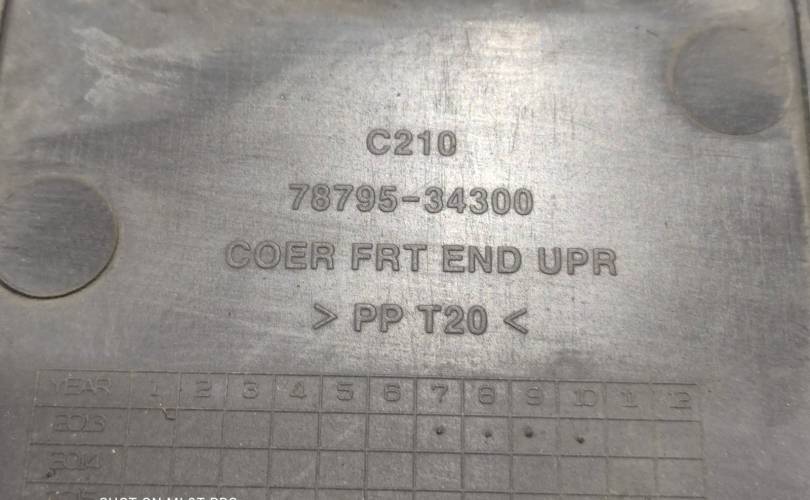 C210
78795-34300
COER FRT END UPR
> PP T20 <
YEAR 1 2 3 4 5 6 7 8 9 10 11 12
2013
2014